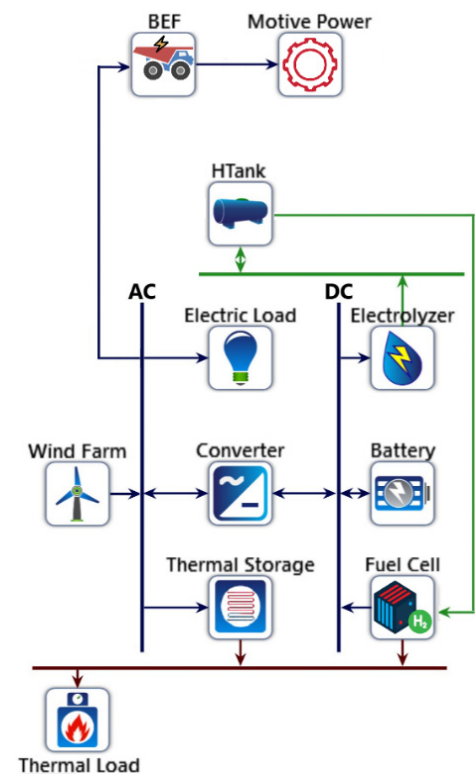 BEF
Motive Power
HTank
AC
DC
Electric Load
Electrolyzer
Wind Farm
Converter
Battery
Thermal Storage
Fuel Cell
H₂
Thermal Load